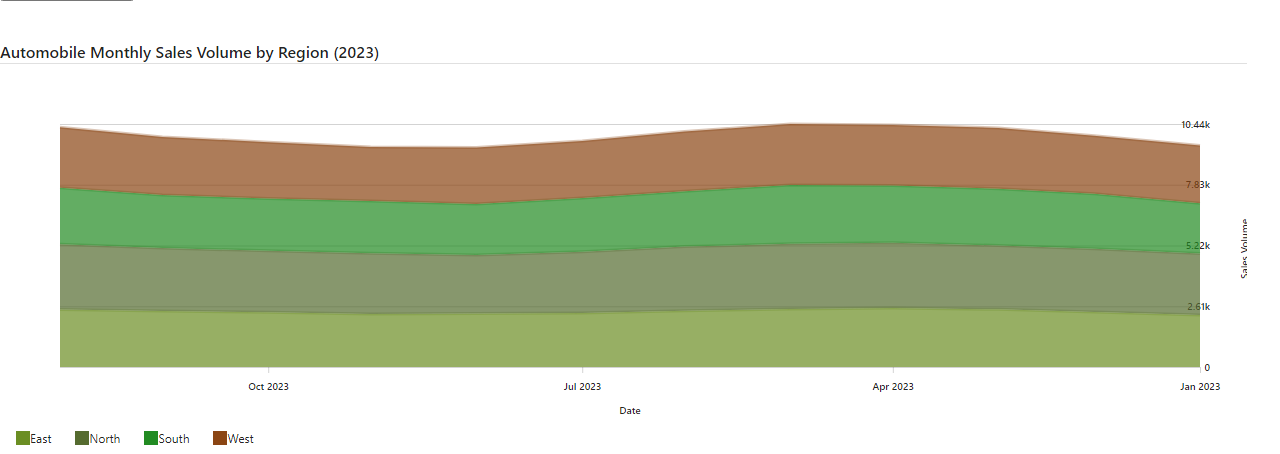 Automobile Monthly Sales Volume by Region (2023)
10.44k
7.83k
5.22k
2.61k
0
Sales Volume
Oct 2023
Jul 2023
Apr 2023
Jan 2023
Date
East
North
South
West